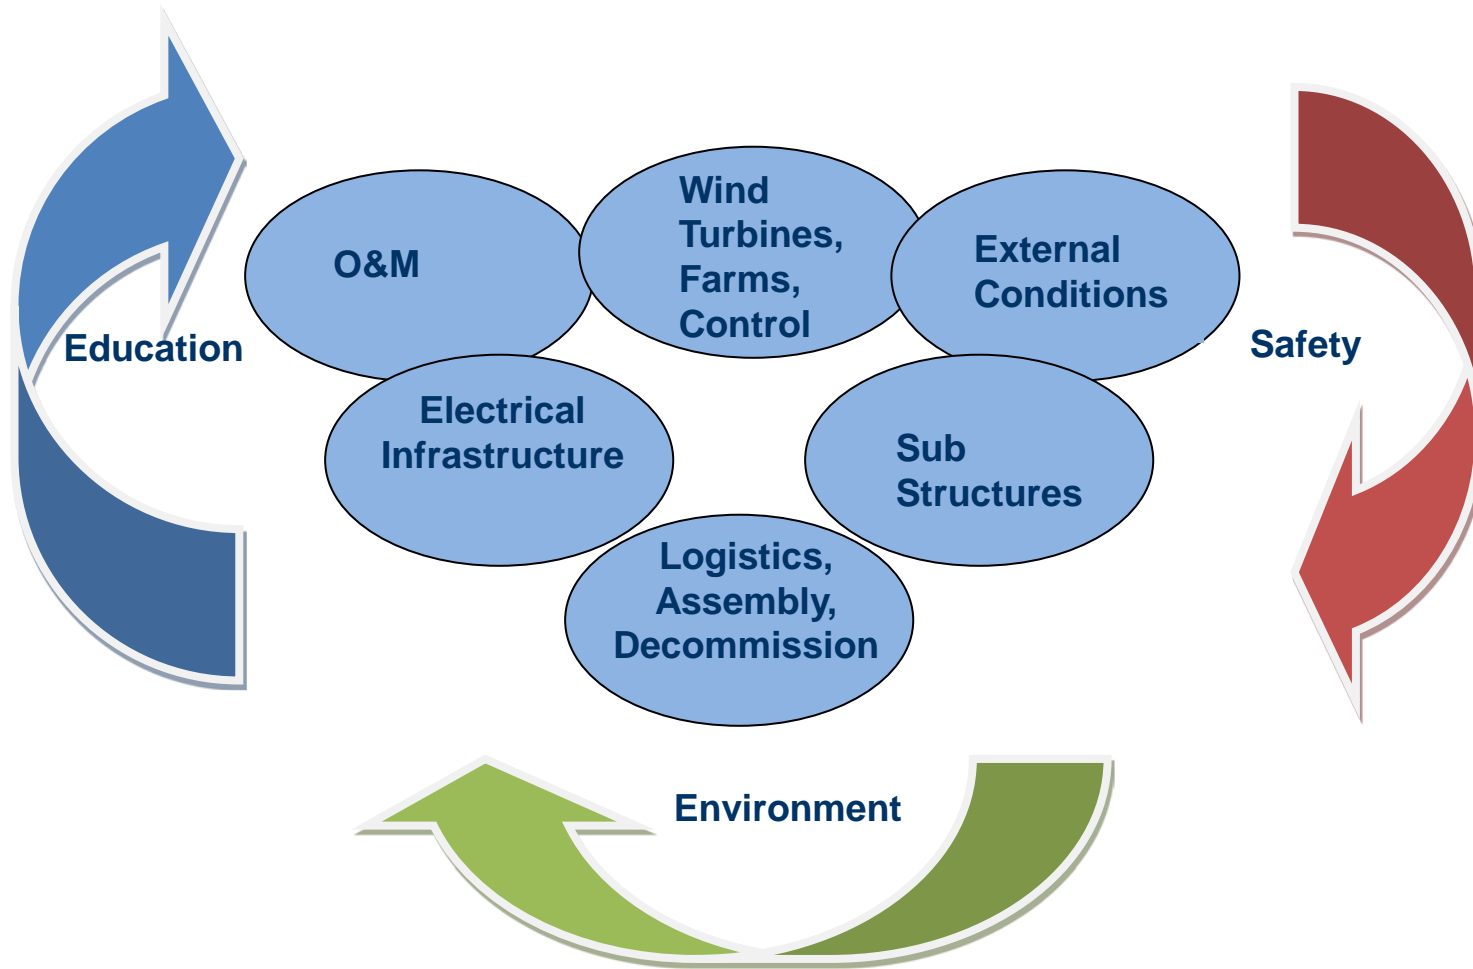 Wind
Turbines,
Farms,
Control
O&M
External
Conditions
Education
Safety
Electrical
Infrastructure
Sub
Structures
Logistics,
Assembly,
Decommission
Environment